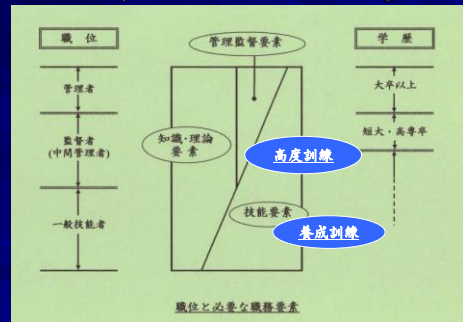 職位
管理者
監督者
(中間管理者)
一般技能者
管理監督要素
知識・理論
要素
高度訓練
技能要素
養成訓練
学歴
大卒以上
短大・高専卒
職位と必要な職務要素